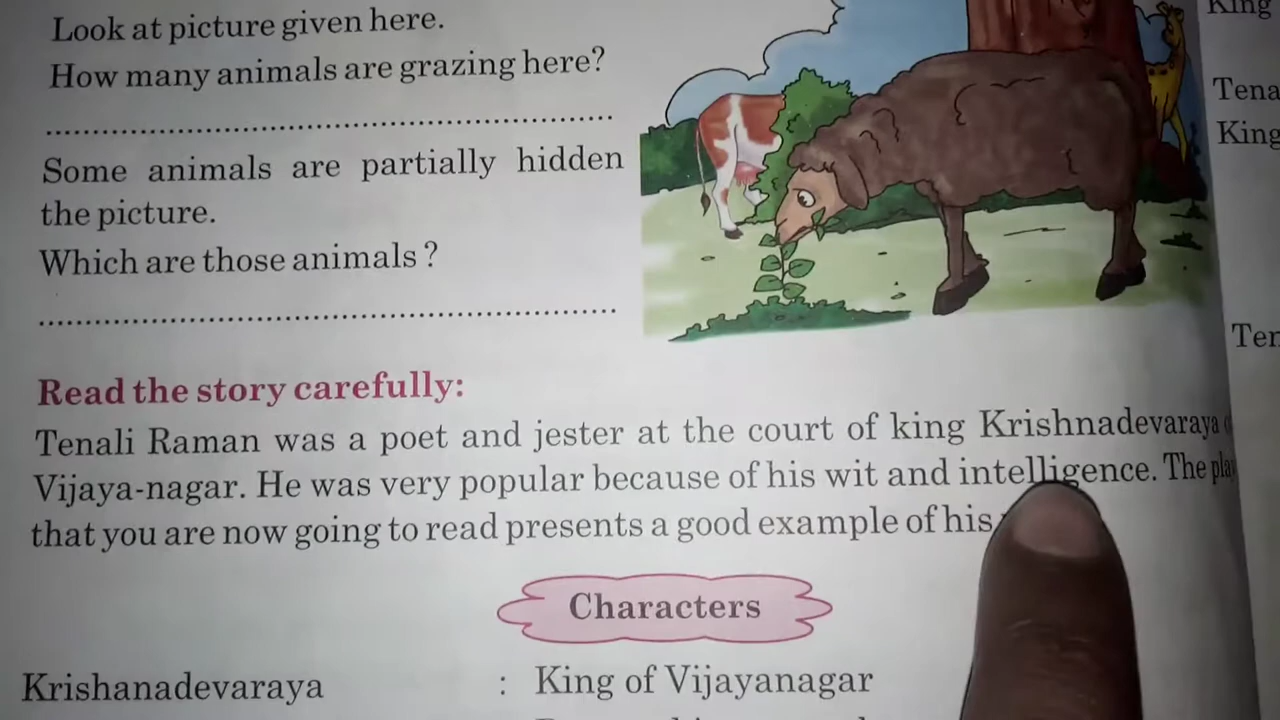 Look at picture given here.
How many animals are grazing here?
Some animals are partially hidden
the picture.
Which are those animals ?
Read the story carefully:
Tenali Raman was a poet and jester at the court of king Krishnadevaraya
Vijaya-nagar. He was very popular because of his wit and intelligence. The
that you are now going to read presents a good example of his
Characters
Krishanadevaraya : King of Vijayanagar
King
King